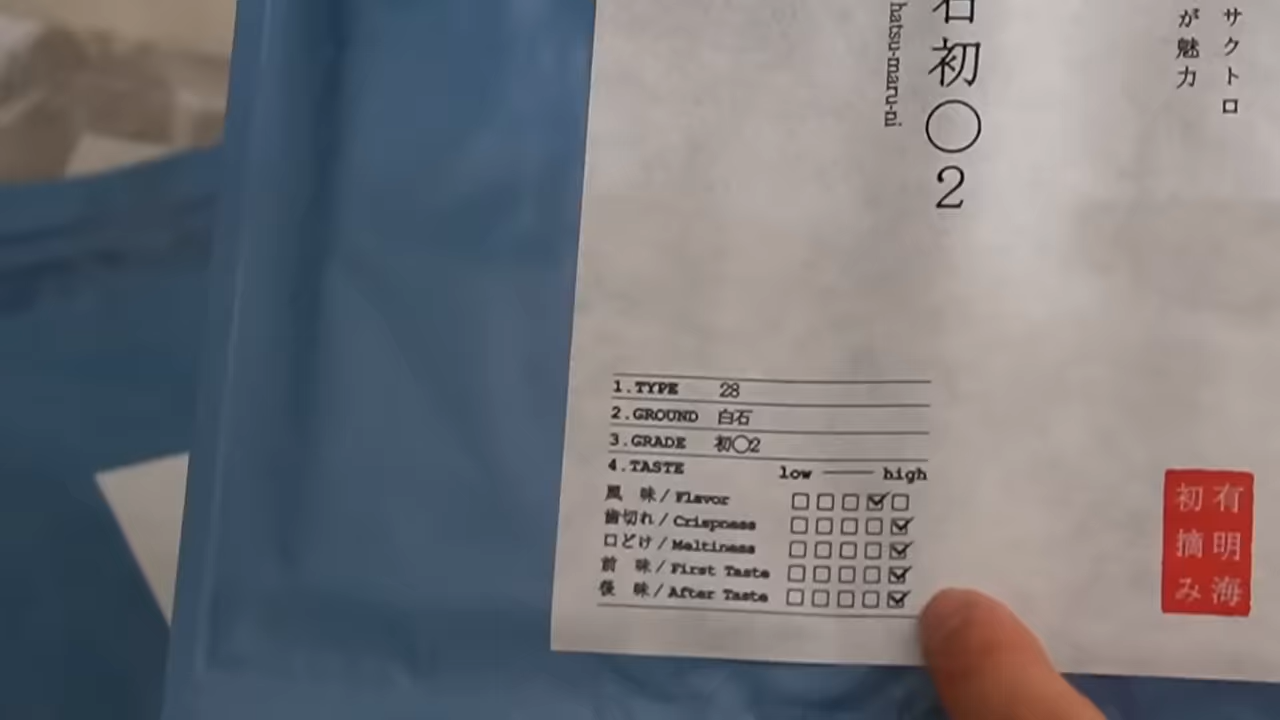 サクトロ
が魅力
石初〇2
hatsu-maru-ni
1.TYPE 28
2.GROUND 白石
3.GRADE 初〇2
4.TASTE low high
風 味/Flavor
歯切れ/Crispness
口どけ/Meltiness
前 味/First Taste
後 味/After Taste
有明海
初摘み